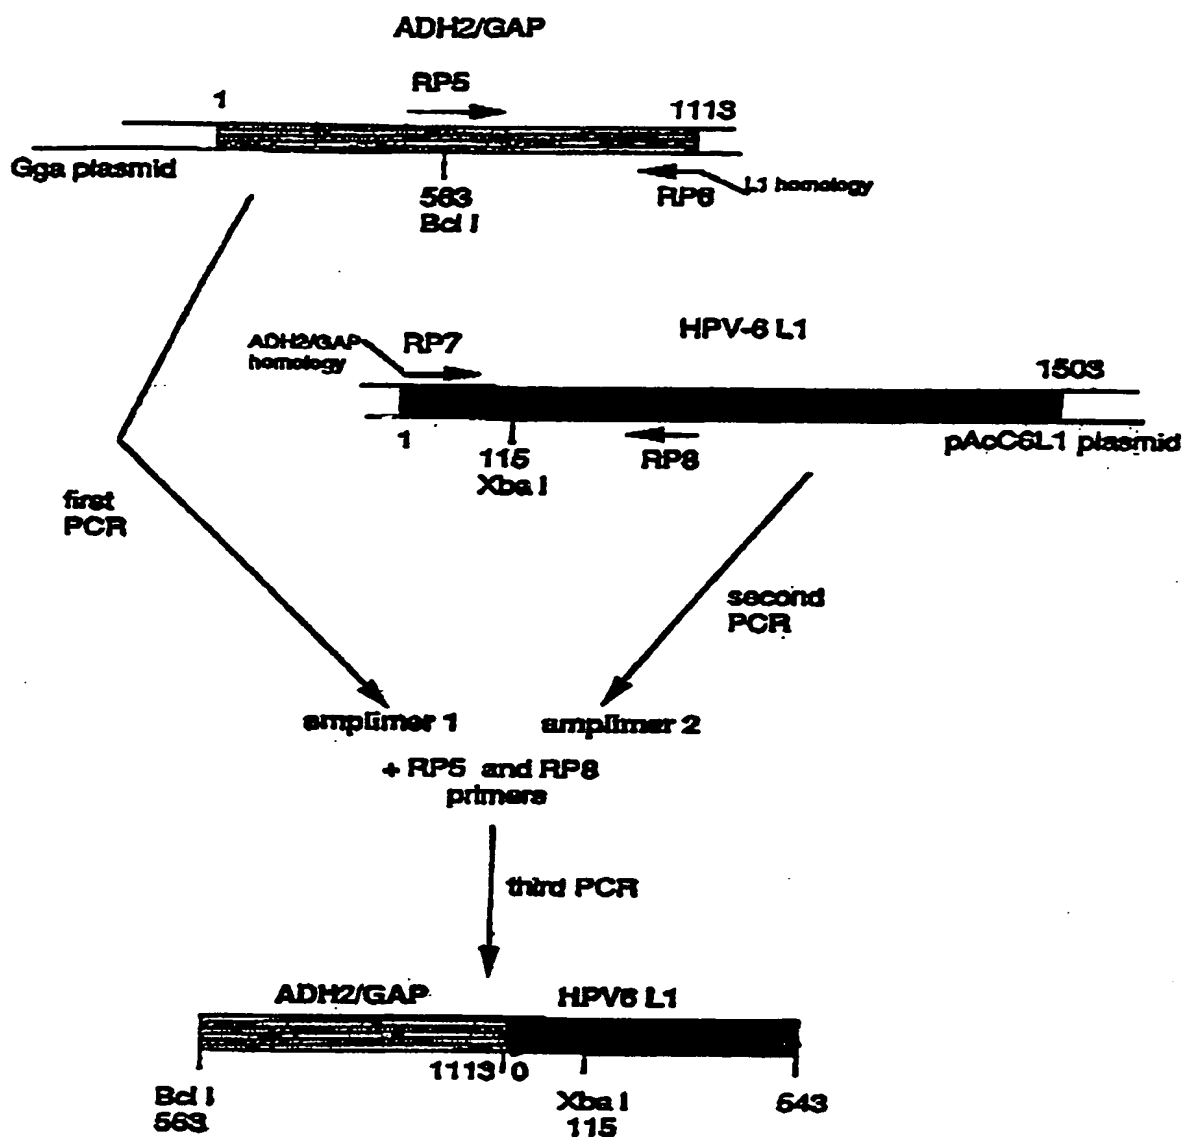 ADH2/GAP
RP5
1
1113
Gga plasmid
563
Bcl I
RP6
L1 homology
HPV-6 L1
ADH2/GAP
homology
RP7
1503
1
115
Xba I
RP8
pAcC6L1 plasmid
first
PCR
second
PCR
amplimer 1
amplimer 2
+ RP5 and RP8
primers
third PCR
ADH2/GAP
HPV6 L1
1113
0
Bcl I
563
Xba I
115
543